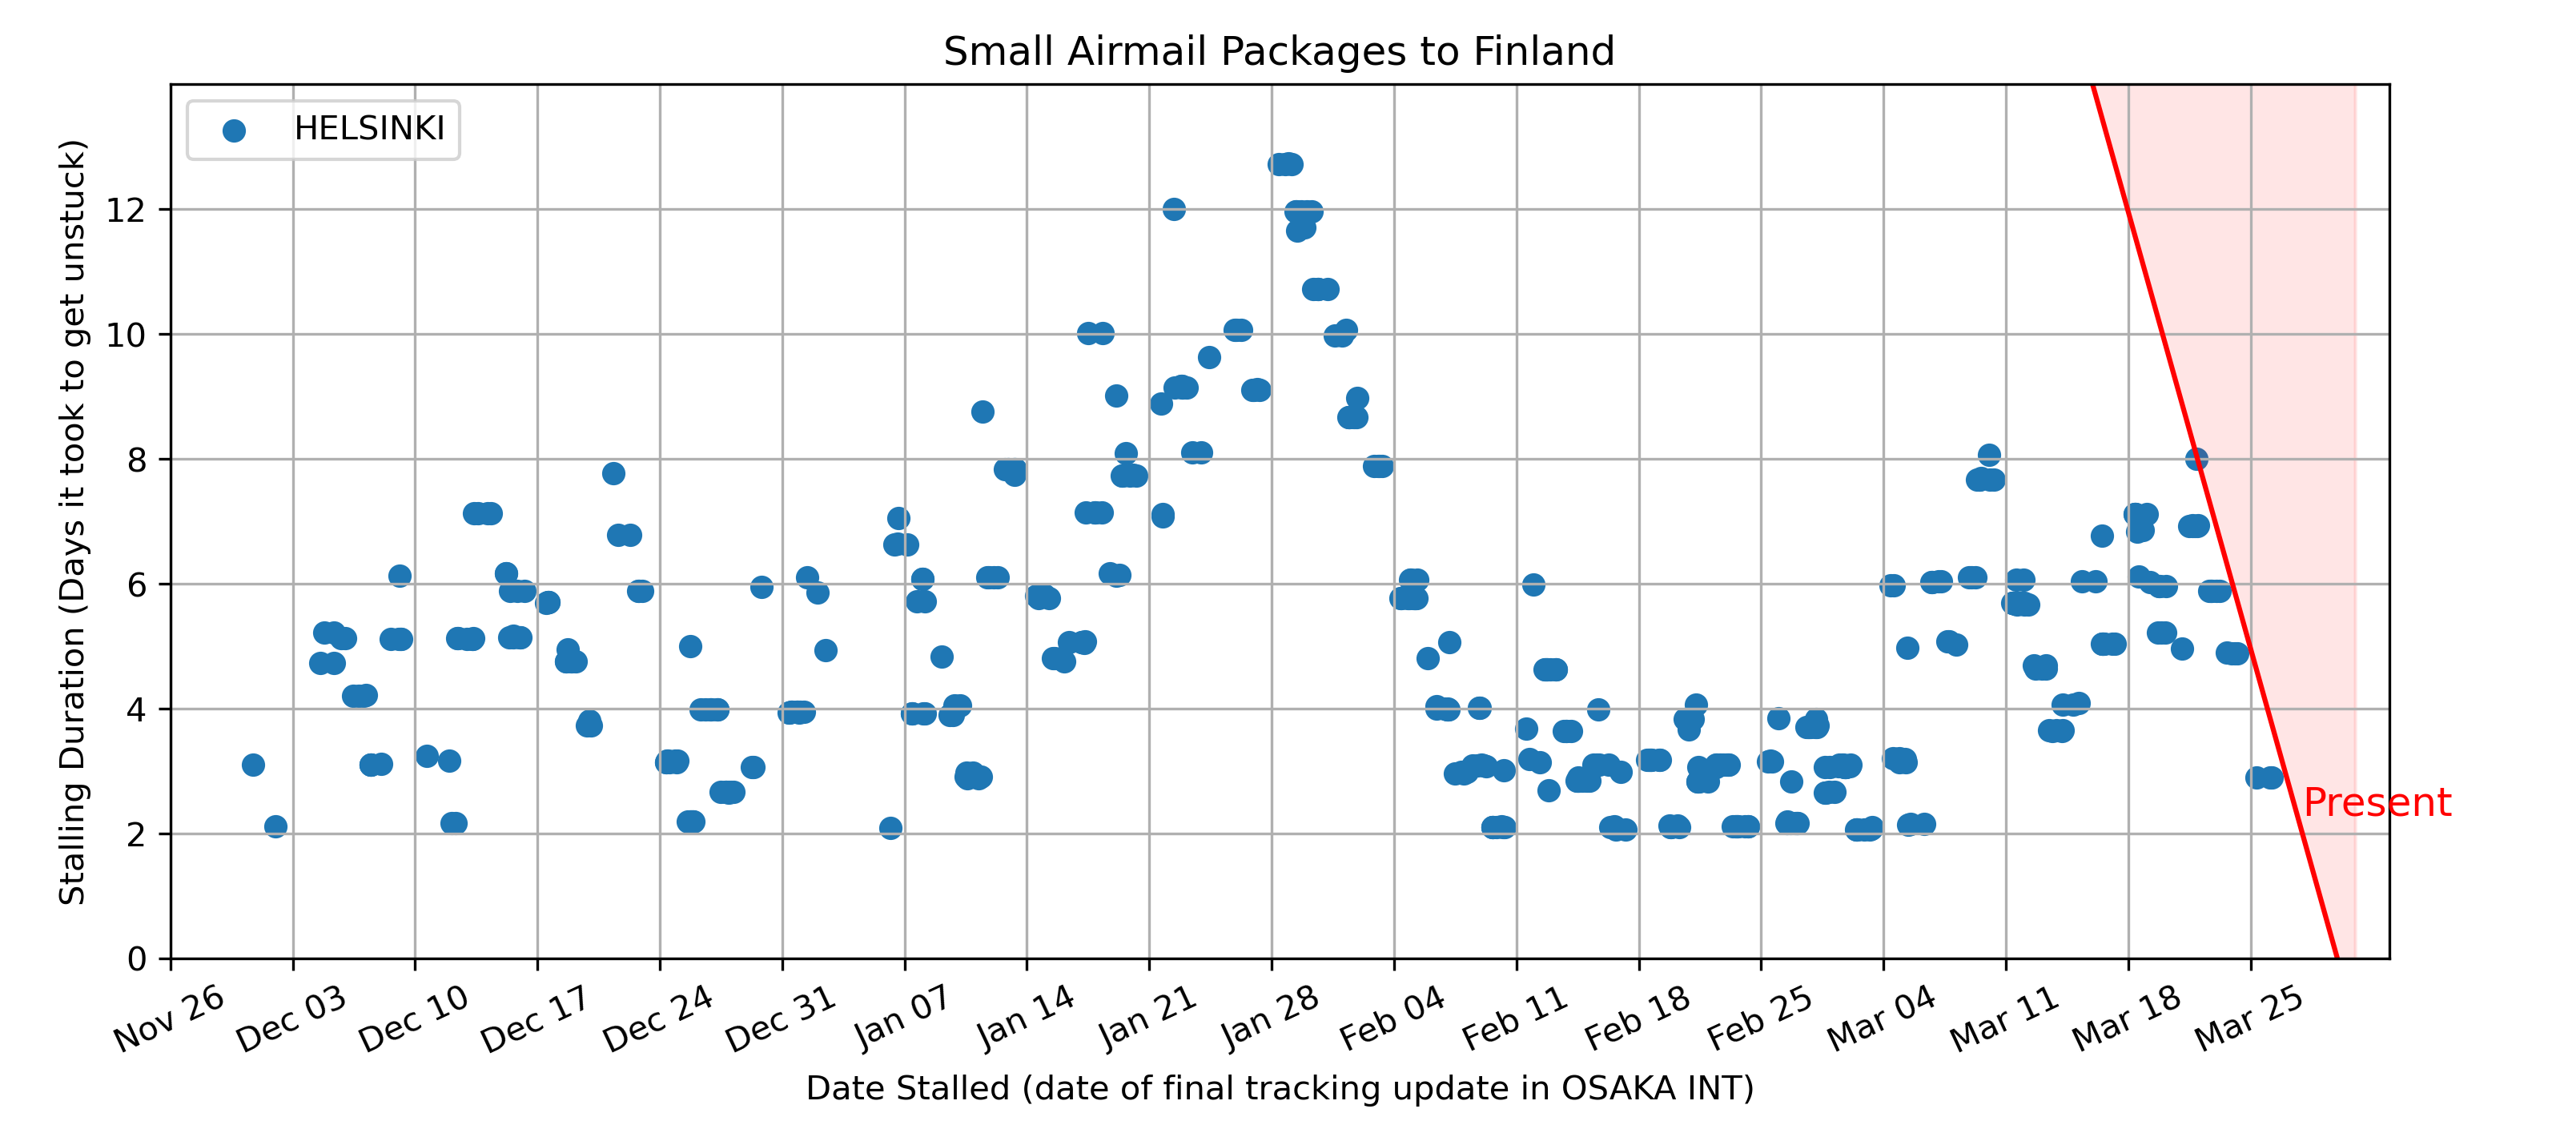 Small Airmail Packages to Finland
HELSINKI
Stalling Duration (Days it took to get unstuck)
12
10
8
6
4
2
0
Present
Nov 26
Dec 03
Dec 10
Dec 17
Dec 24
Dec 31
Jan 07
Jan 14
Jan 21
Jan 28
Feb 04
Feb 11
Feb 18
Feb 25
Mar 04
Mar 11
Mar 18
Mar 25
Date Stalled (date of final tracking update in OSAKA INT)